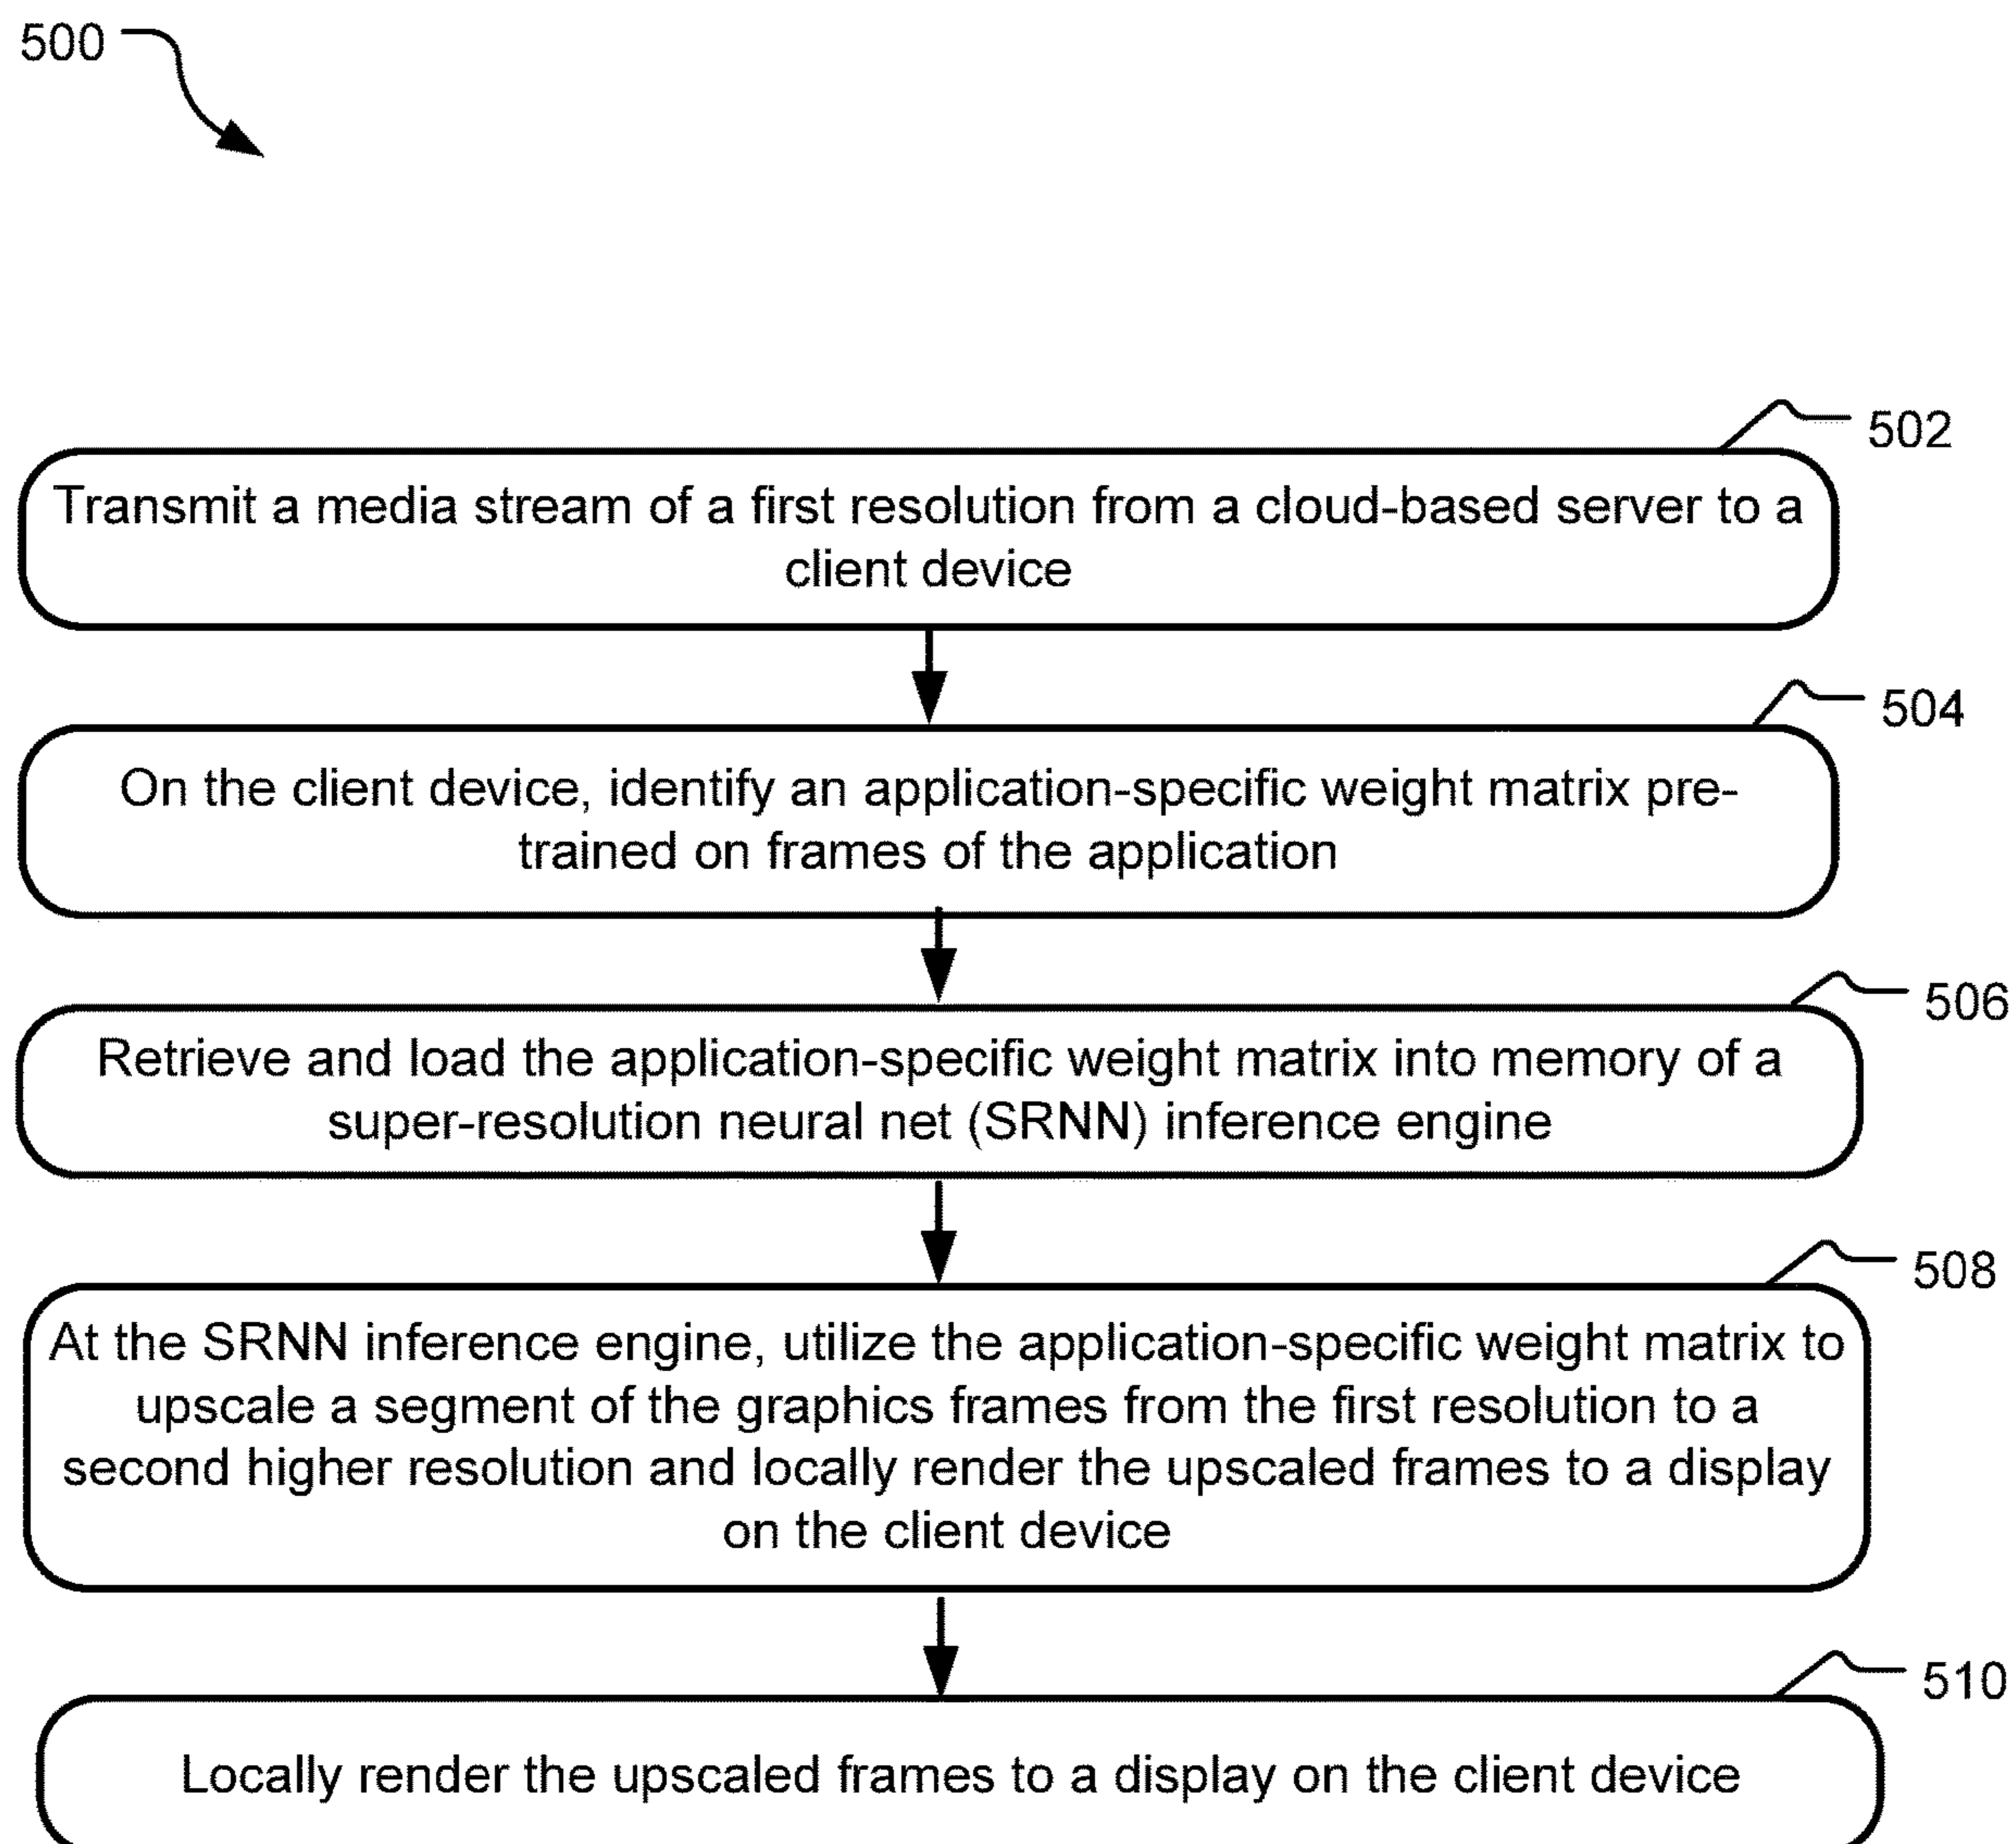 500
502
Transmit a media stream of a first resolution from a cloud-based server to a
client device
504
On the client device, identify an application-specific weight matrix pre-
trained on frames of the application
506
Retrieve and load the application-specific weight matrix into memory of a
super-resolution neural net (SRNN) inference engine
508
At the SRNN inference engine, utilize the application-specific weight matrix to
upscale a segment of the graphics frames from the first resolution to a
second higher resolution and locally render the upscaled frames to a display
on the client device
510
Locally render the upscaled frames to a display on the client device